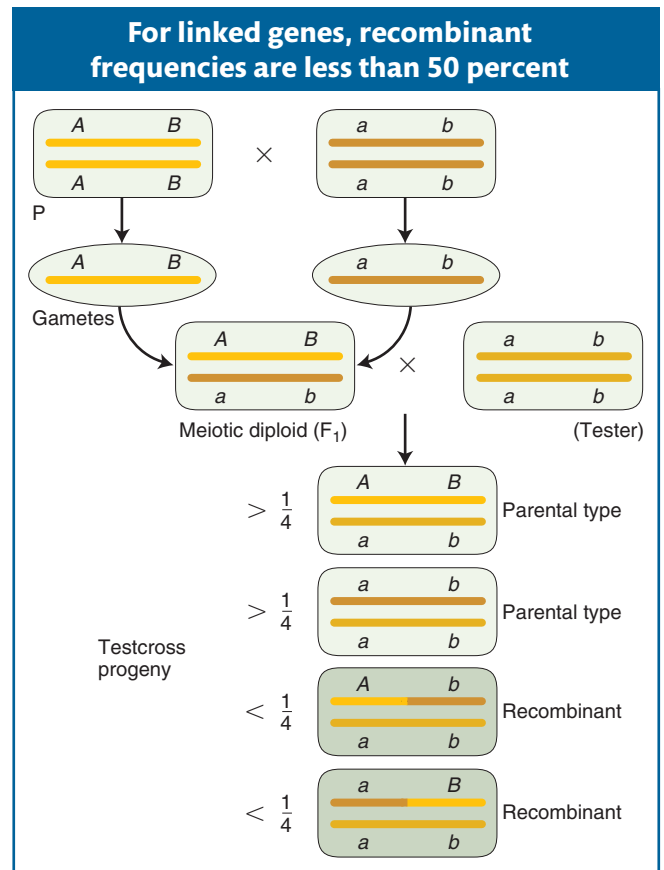 For linked genes, recombinant
frequencies are less than 50 percent
A B
A B
×
a b
a b
P
A B
a b
Gametes
A B
a b
×
a b
a b
Meiotic diploid (F₁)
(Tester)
> 1/4
A B
a b
Parental type
> 1/4
a b
a b
Parental type
Testcross
progeny
< 1/4
A b
a b
Recombinant
< 1/4
a B
a b
Recombinant